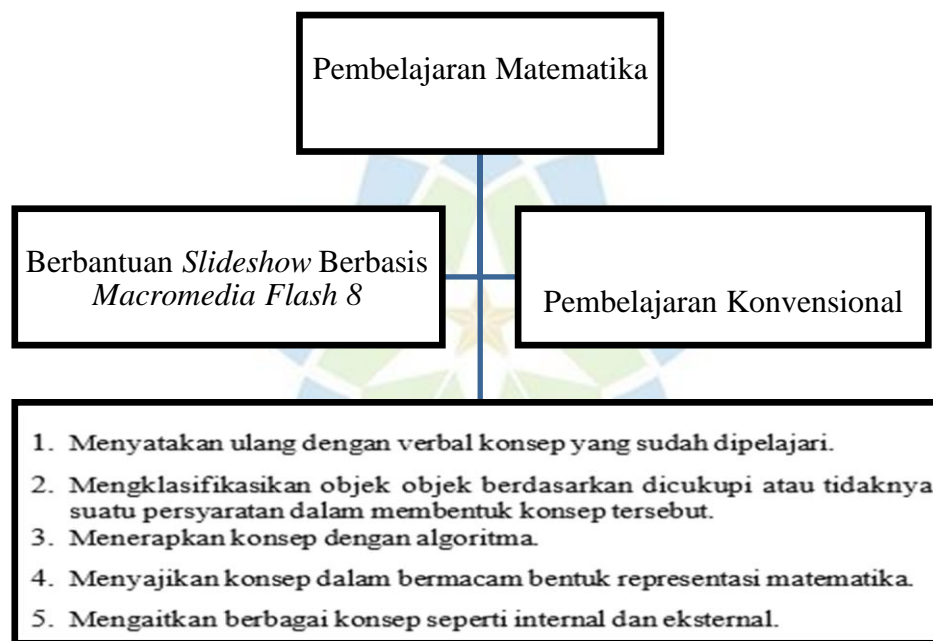 Pembelajaran Matematika
Berbantuan Slideshow Berbasis
Macromedia Flash 8
Pembelajaran Konvensional
1. Menyatakan ulang dengan verbal konsep yang sudah dipelajari.
2. Mengklasifikasikan objek objek berdasarkan dicukupi atau tidaknya
suatu persyaratan dalam membentuk konsep tersebut.
3. Menerapkan konsep dengan algoritma.
4. Menyajikan konsep dalam bermacam bentuk representasi matematika.
5. Mengaitkan berbagai konsep seperti internal dan eksternal.